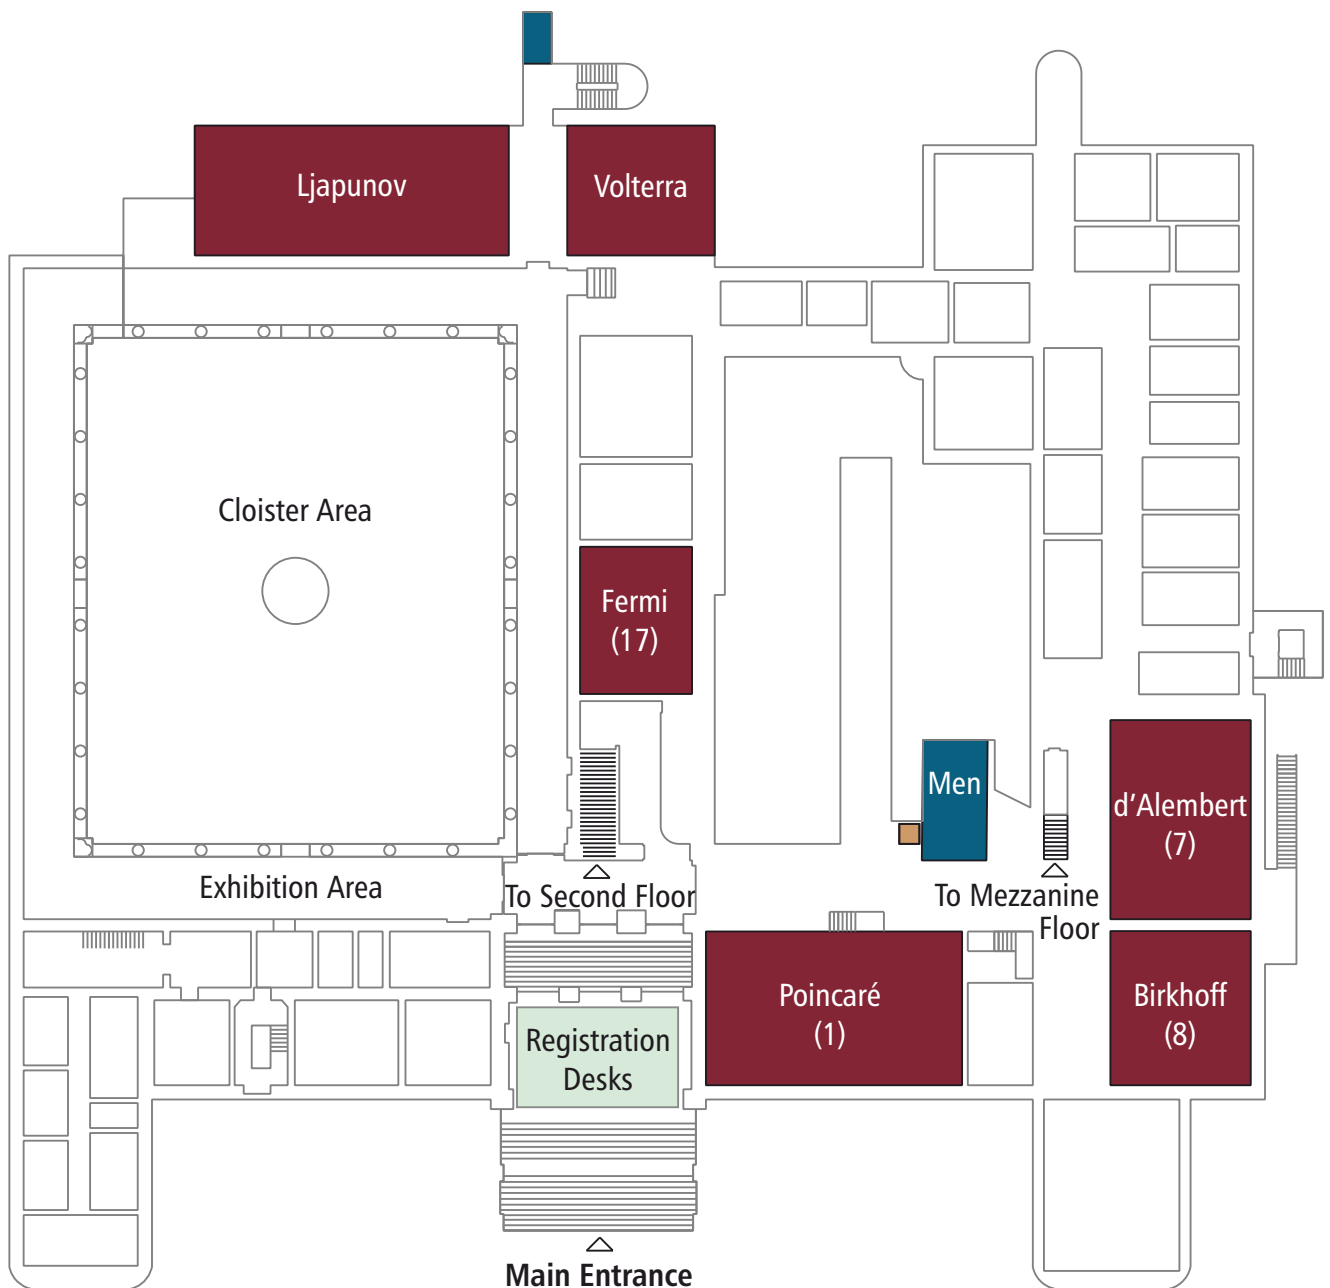 Ljapunov
Volterra
Cloister Area
Fermi
(17)
Men
d'Alembert
(7)
Exhibition Area
To Second Floor
To Mezzanine
Floor
Poincaré
(1)
Birkhoff
(8)
Registration
Desks
Main Entrance